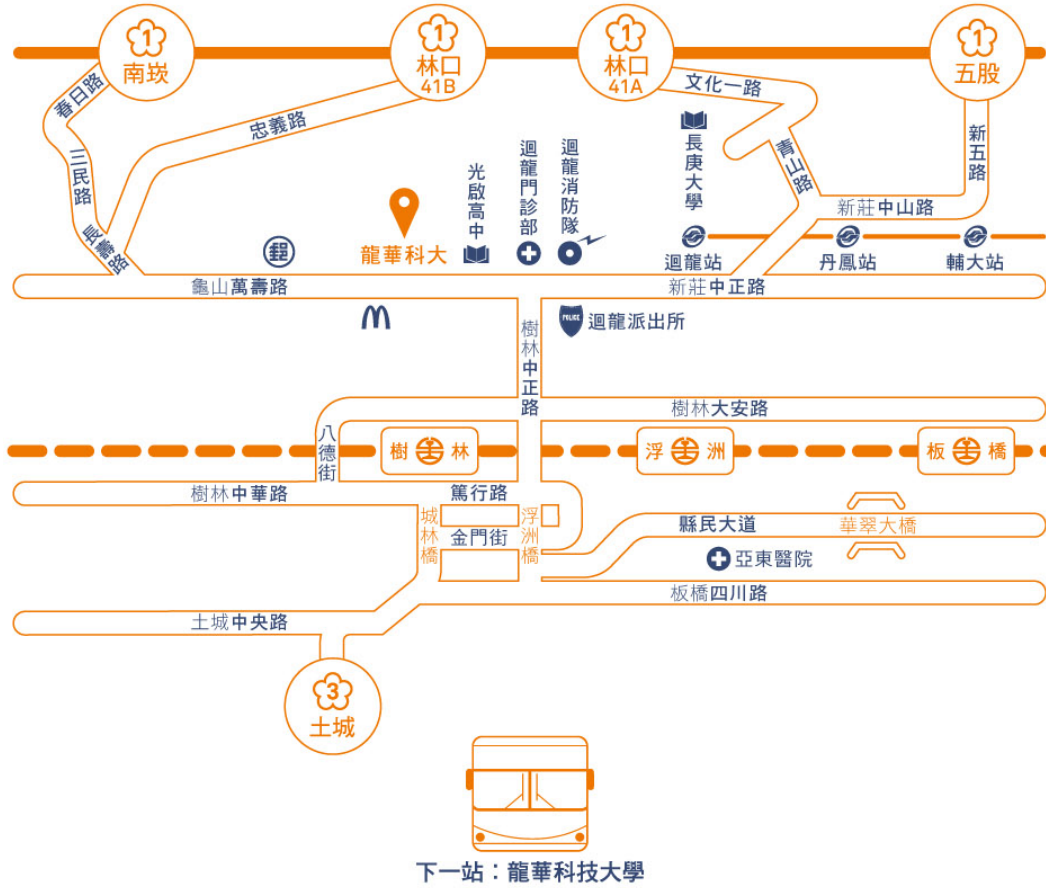 1
南崁
1
林口
41B
1
林口
41A
1
五股
春日路
三民路
長壽路
忠義路
文化一路
青山路
新五路
新莊中山路
長庚大學
光啟高中
迴龍門診部
迴龍消防隊
郵
龍華科大
迴龍站
丹鳳站
輔大站
龜山萬壽路
新莊中正路
POLICE
迴龍派出所
樹林中正路
樹林大安路
八德街
樹林
浮洲
板橋
樹林中華路
篤行路
城林橋
浮洲橋
金門街
縣民大道
華翠大橋
亞東醫院
板橋四川路
土城中央路
3
土城
下一站：龍華科技大學